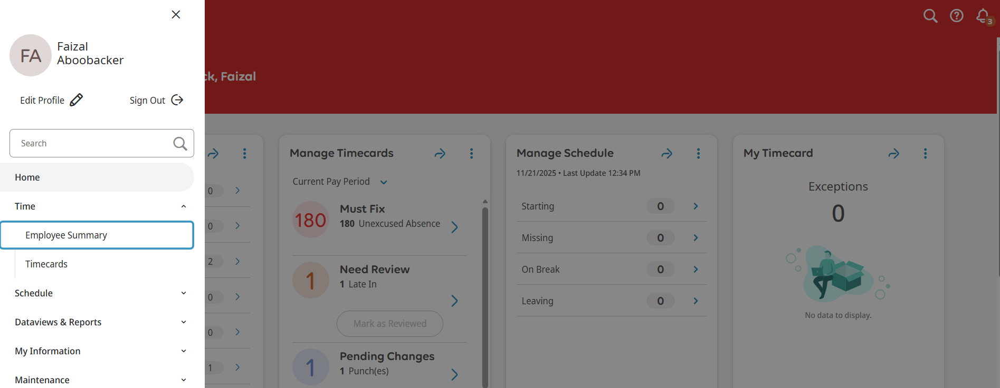 FA
Faizal
Aboobacker
Edit Profile
Sign Out
Search
Home
Time
Employee Summary
Timecards
Schedule
Dataviews & Reports
My Information
Maintenance
3
ck, Faizal
0
0
2
0
0
1
Manage Timecards
Current Pay Period
180
Must Fix
180 Unexcused Absence
1
Need Review
1 Late In
Mark as Reviewed
1
Pending Changes
1 Punch(es)
Manage Schedule
11/21/2025 • Last Update 12:34 PM
Starting 0
Missing 0
On Break 0
Leaving 0
My Timecard
Exceptions
0
No data to display.